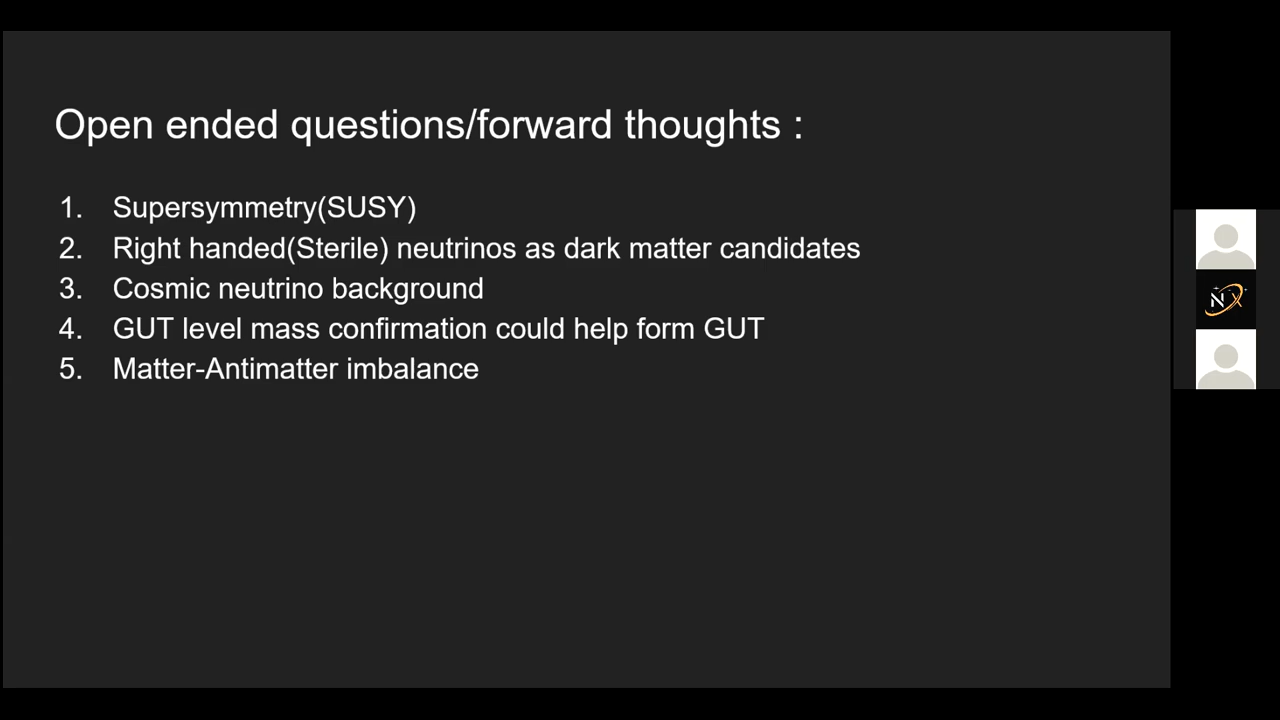 Open ended questions/forward thoughts :
1. Supersymmetry(SUSY)
2. Right handed(Sterile) neutrinos as dark matter candidates
3. Cosmic neutrino background
4. GUT level mass confirmation could help form GUT
5. Matter-Antimatter imbalance
NX